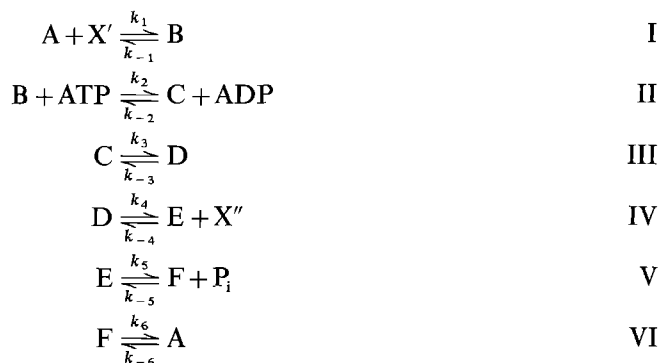 A + X′ k₁ ⇌ k₋₁ B I
B + ATP k₂ ⇌ k₋₂ C + ADP II
C k₃ ⇌ k₋₃ D III
D k₄ ⇌ k₋₄ E + X″ IV
E k₅ ⇌ k₋₅ F + Pᵢ V
F k₆ ⇌ k₋₆ A VI